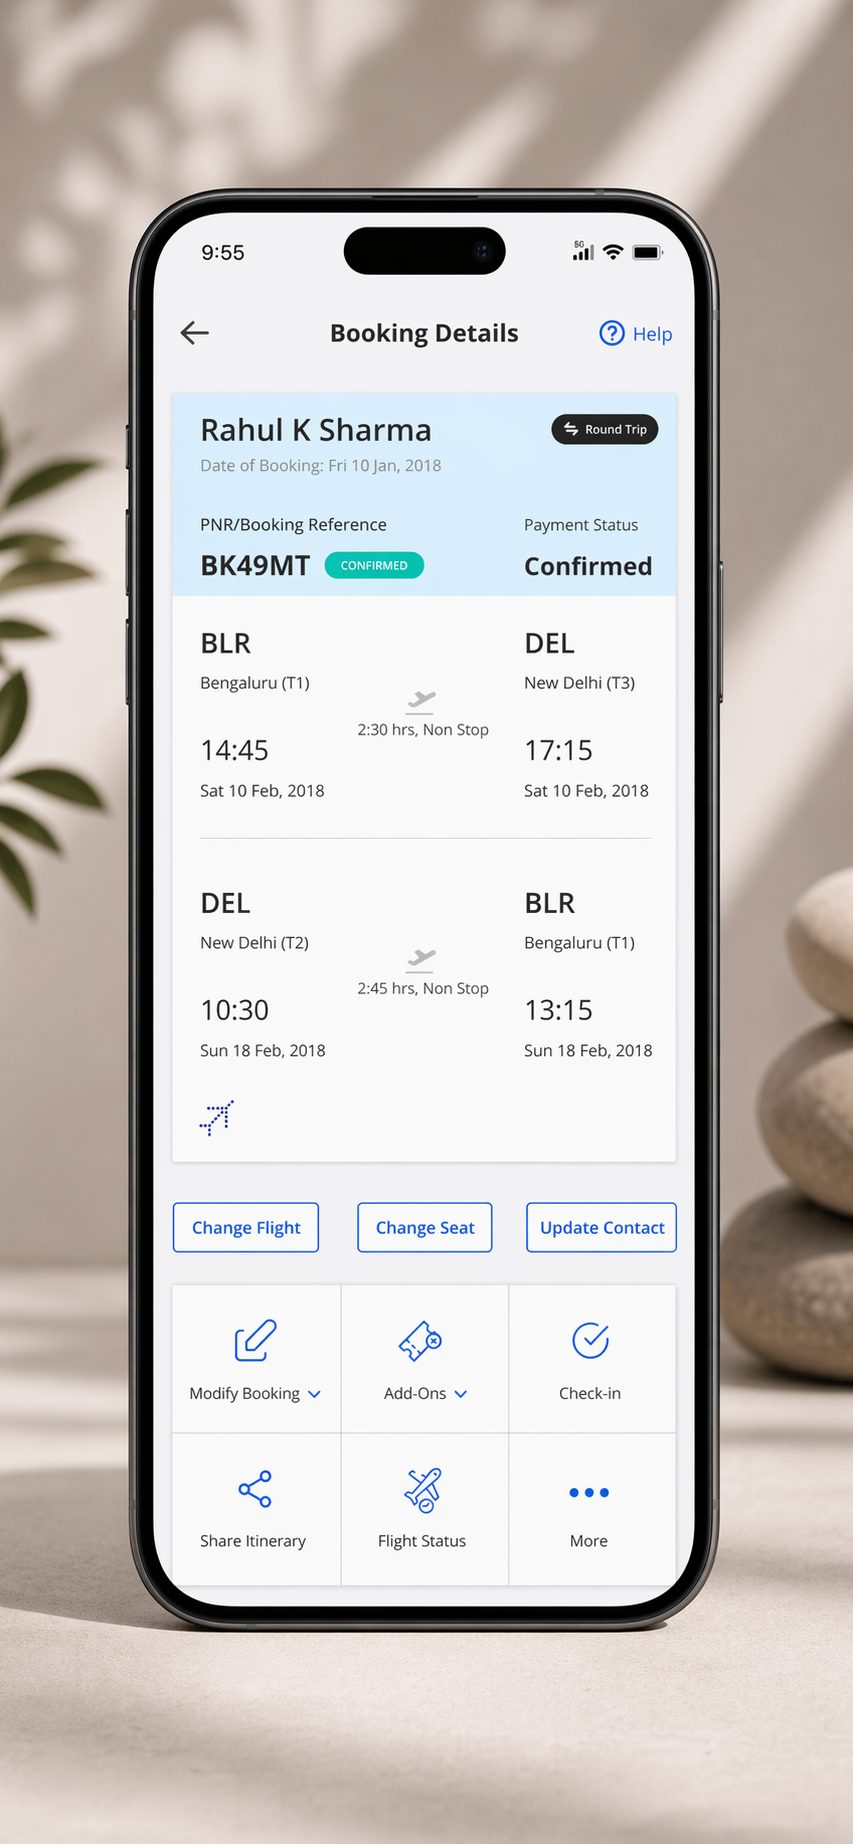 9:55
5G
Booking Details
Help
Rahul K Sharma
Round Trip
Date of Booking: Fri 10 Jan, 2018
PNR/Booking Reference
Payment Status
BK49MT
CONFIRMED
Confirmed
BLR
DEL
Bengaluru (T1)
New Delhi (T3)
2:30 hrs, Non Stop
14:45
17:15
Sat 10 Feb, 2018
Sat 10 Feb, 2018
DEL
BLR
New Delhi (T2)
Bengaluru (T1)
2:45 hrs, Non Stop
10:30
13:15
Sun 18 Feb, 2018
Sun 18 Feb, 2018
Change Flight
Change Seat
Update Contact
Modify Booking
Add-Ons
Check-in
Share Itinerary
Flight Status
More